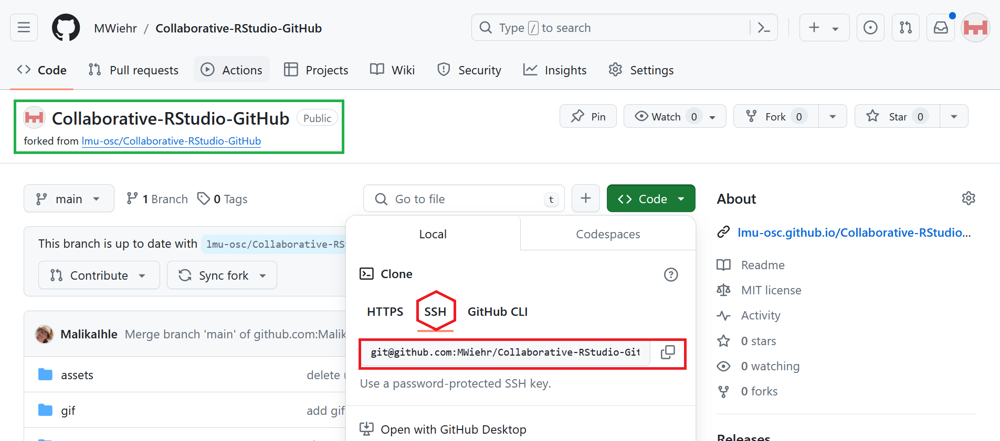 MWiehr / Collaborative-RStudio-GitHub
Type / to search
Code
Pull requests
Actions
Projects
Wiki
Security
Insights
Settings
Collaborative-RStudio-GitHub Public
forked from lmu-osc/Collaborative-RStudio-GitHub
Pin
Watch 0
Fork 0
Star 0
main
1 Branch
0 Tags
Go to file t
Code
This branch is up to date with lmu-osc/Collaborative-RS
Contribute
Sync fork
MalikaIhle Merge branch 'main' of github.com:Malik
assets delete
gif add gif
Local
Codespaces
Clone
HTTPS
SSH
GitHub CLI
git@github.com:MWiehr/Collaborative-RStudio-Git
Use a password-protected SSH key.
Open with GitHub Desktop
About
lmu-osc.github.io/Collaborative-RStudio...
Readme
MIT license
Activity
0 stars
0 watching
0 forks
Releases